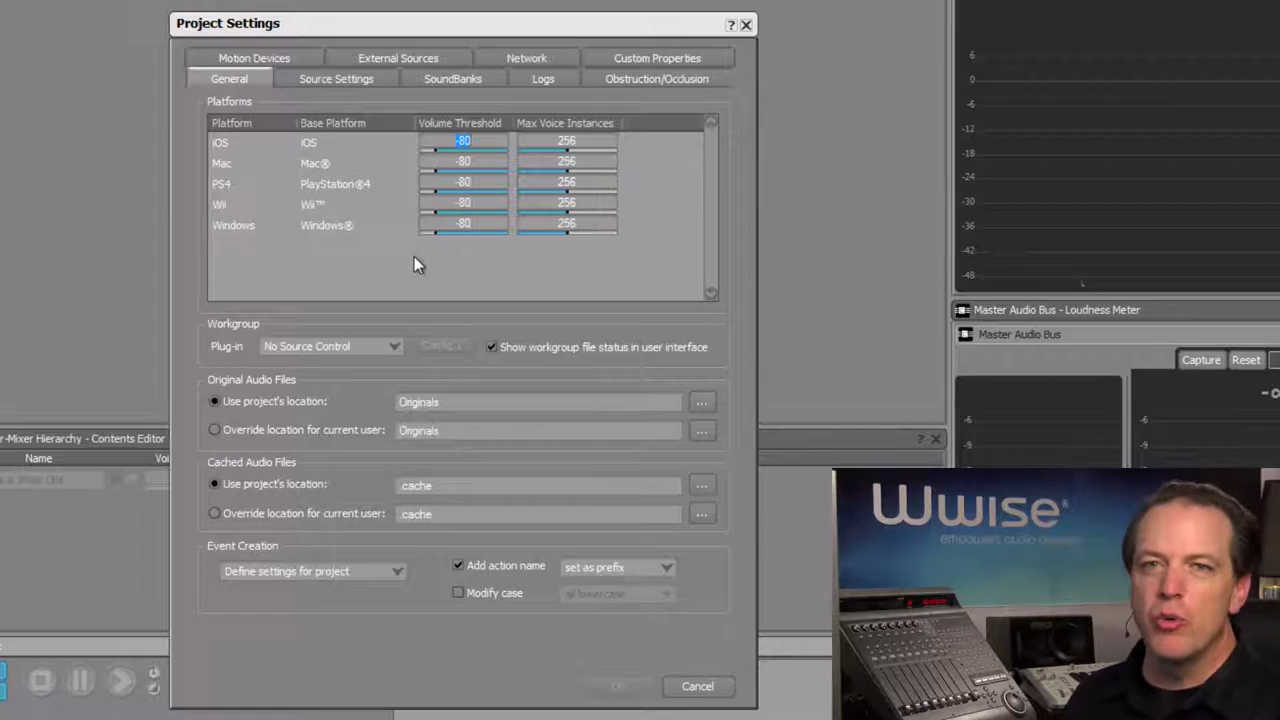 Project Settings
?
Motion Devices External Sources Network Custom Properties
General Source Settings SoundBanks Logs Obstruction/Occlusion
Platforms
Platform Base Platform Volume Threshold Max Voice Instances
iOS iOS -80 256
Mac Mac® -80 256
PS4 PlayStation®4 -80 256
Wii Wii™ -80 256
Windows Windows® -80 256
Workgroup
Plug-in: No Source Control Show workgroup file status in user interface
Original Audio Files
Use project's location: Originals ...
Override location for current user: Originals ...
Cached Audio Files
Use project's location: .cache ...
Override location for current user: .cache ...
Event Creation
Define settings for project Add action name set as prefix
Modify case
Cancel
r-Mixer Hierarchy - Contents Editor
Name Voi
6
0
-6
-12
-18
-24
-30
-36
-42
-48
Master Audio Bus - Loudness Meter
Master Audio Bus
Capture Reset
-6 -6
-9 -9
?
Wwise®